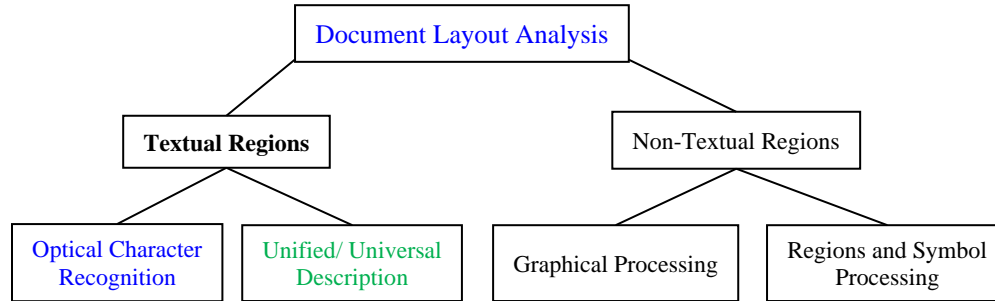 Document Layout Analysis
Textual Regions
Non-Textual Regions
Optical Character
Recognition
Unified/ Universal
Description
Graphical Processing
Regions and Symbol
Processing